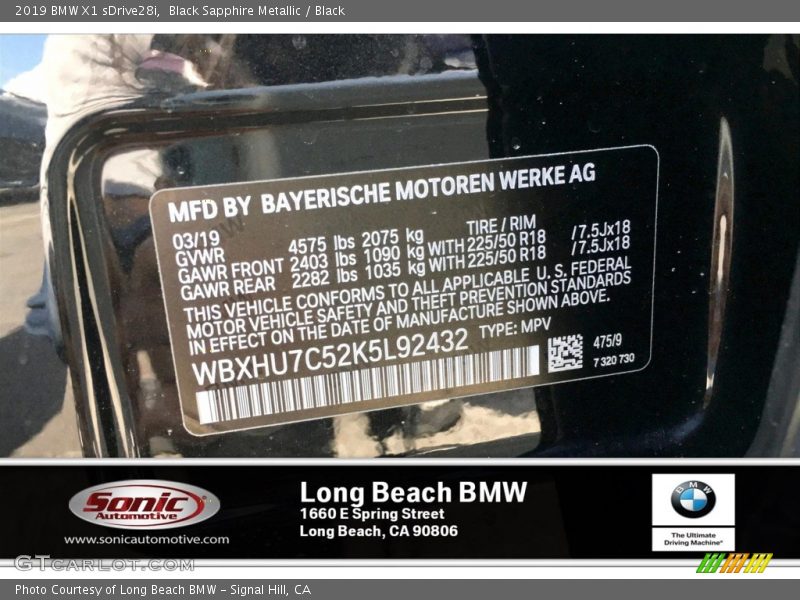 2019 BMW X1 sDrive28i, Black Sapphire Metallic / Black
MFD BY BAYERISCHE MOTOREN WERKE AG
03/19 TIRE / RIM
GVWR 4575 lbs 2075 kg
GAWR FRONT 2403 lbs 1090 kg WITH 225/50 R18 /7.5Jx18
GAWR REAR 2282 lbs 1035 kg WITH 225/50 R18 /7.5Jx18
THIS VEHICLE CONFORMS TO ALL APPLICABLE U.S. FEDERAL
MOTOR VEHICLE SAFETY AND THEFT PREVENTION STANDARDS
IN EFFECT ON THE DATE OF MANUFACTURE SHOWN ABOVE.
WBXHU7C52K5L92432 TYPE: MPV
475/9
7 320 730
Sonic
Automotive
www.sonicautomotive.com
Long Beach BMW
1660 E Spring Street
Long Beach, CA 90806
BMW
The Ultimate
Driving Machine®
GTcarlot.com
Photo Courtesy of Long Beach BMW - Signal Hill, CA